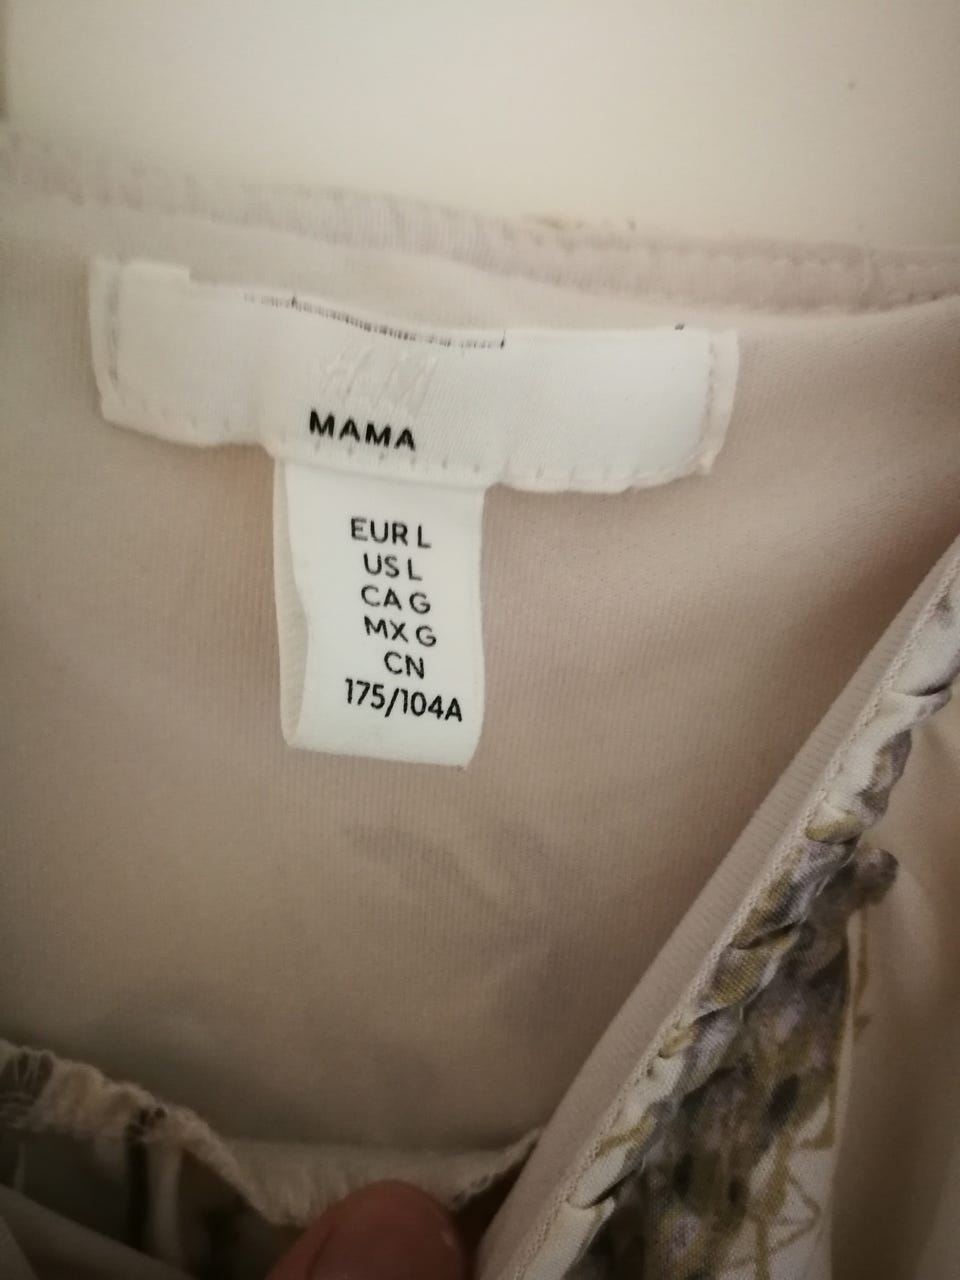 H&M
MAMA
EUR L
US L
CA G
MX G
CN
175/104A